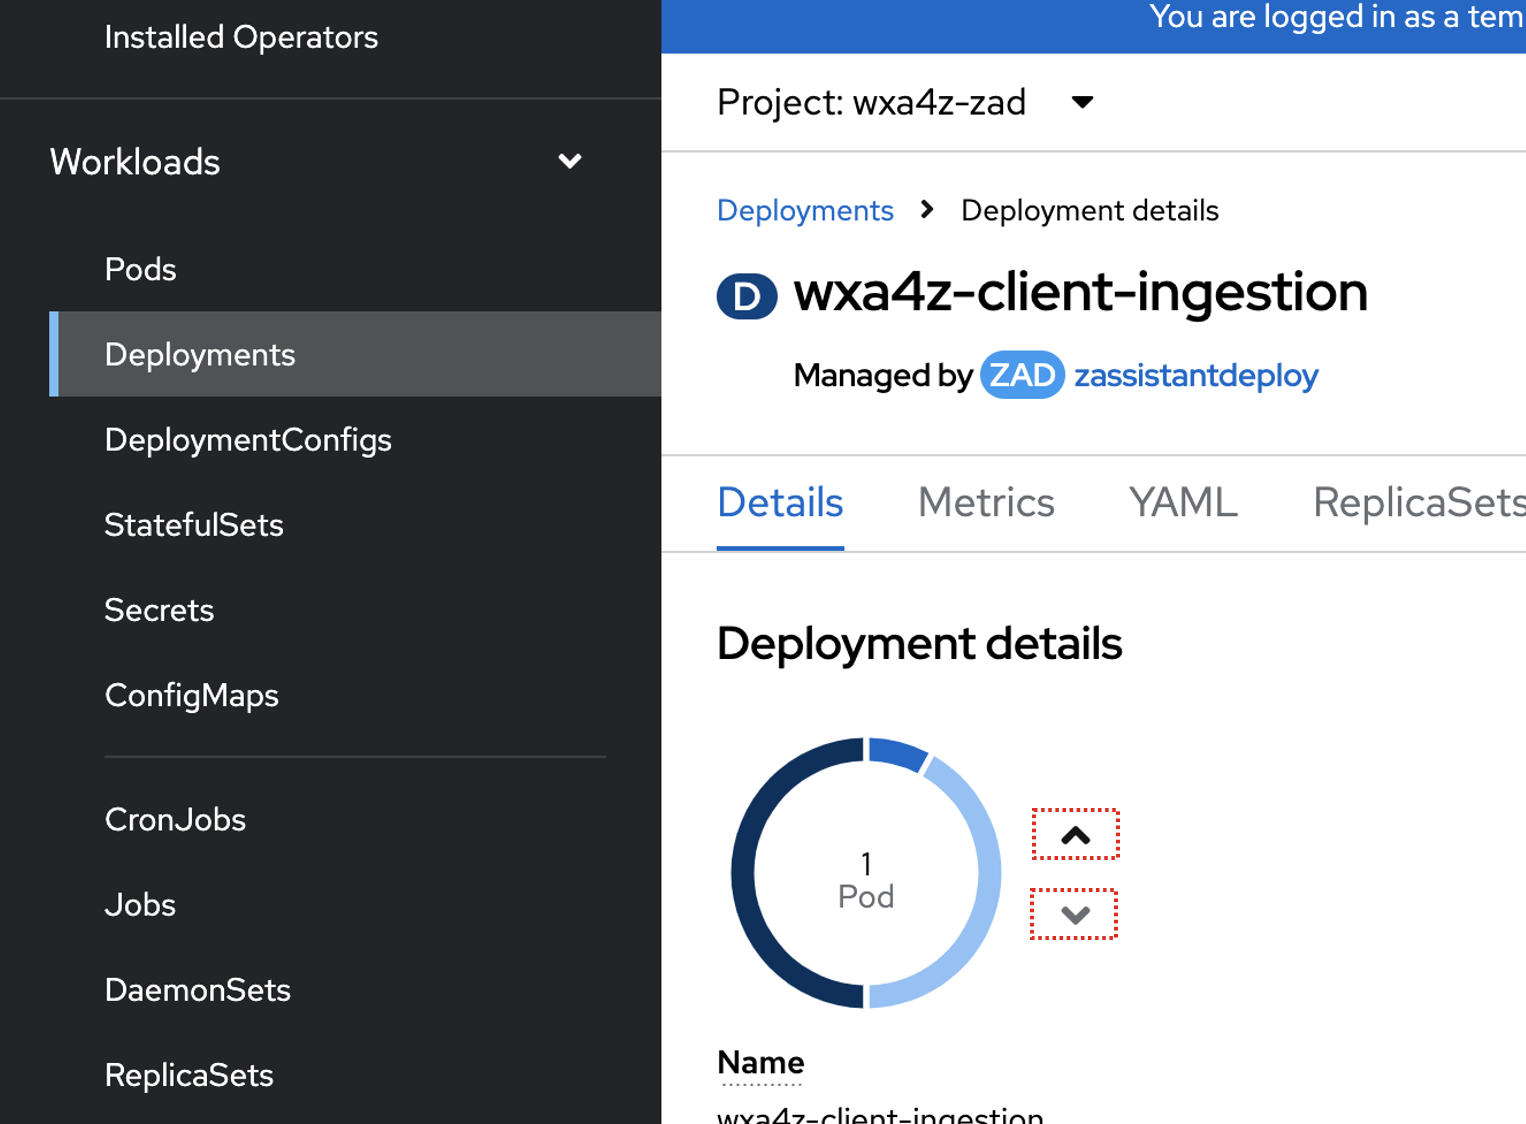 Installed Operators
Workloads
Pods
Deployments
DeploymentConfigs
StatefulSets
Secrets
ConfigMaps
CronJobs
Jobs
DaemonSets
ReplicaSets
You are logged in as a tem
Project: wxa4z-zad
Deployments > Deployment details
D wxa4z-client-ingestion
Managed by ZAD zassistantdeploy
Details Metrics YAML ReplicaSets
Deployment details
1
Pod
Name
wxa4z-client-ingestion